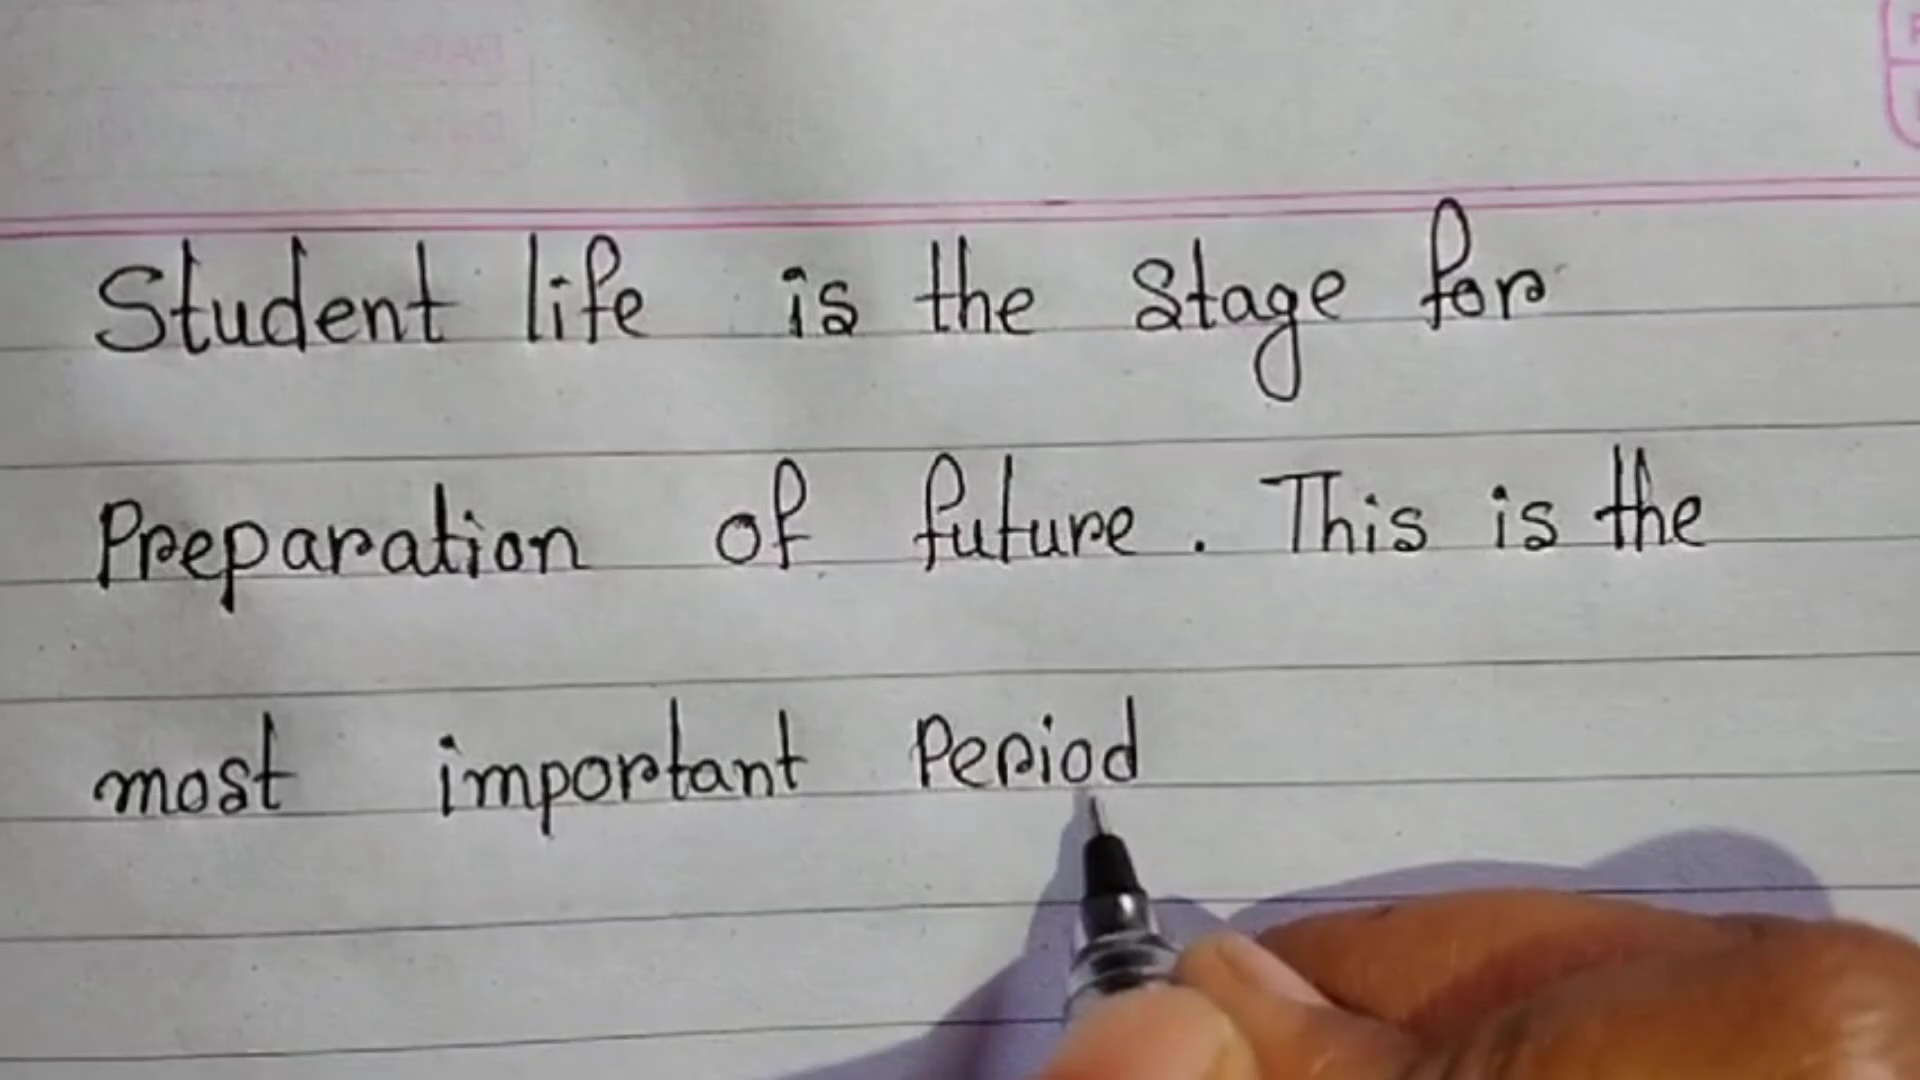 Student life is the stage for
Preparation of future. This is the
most important Period